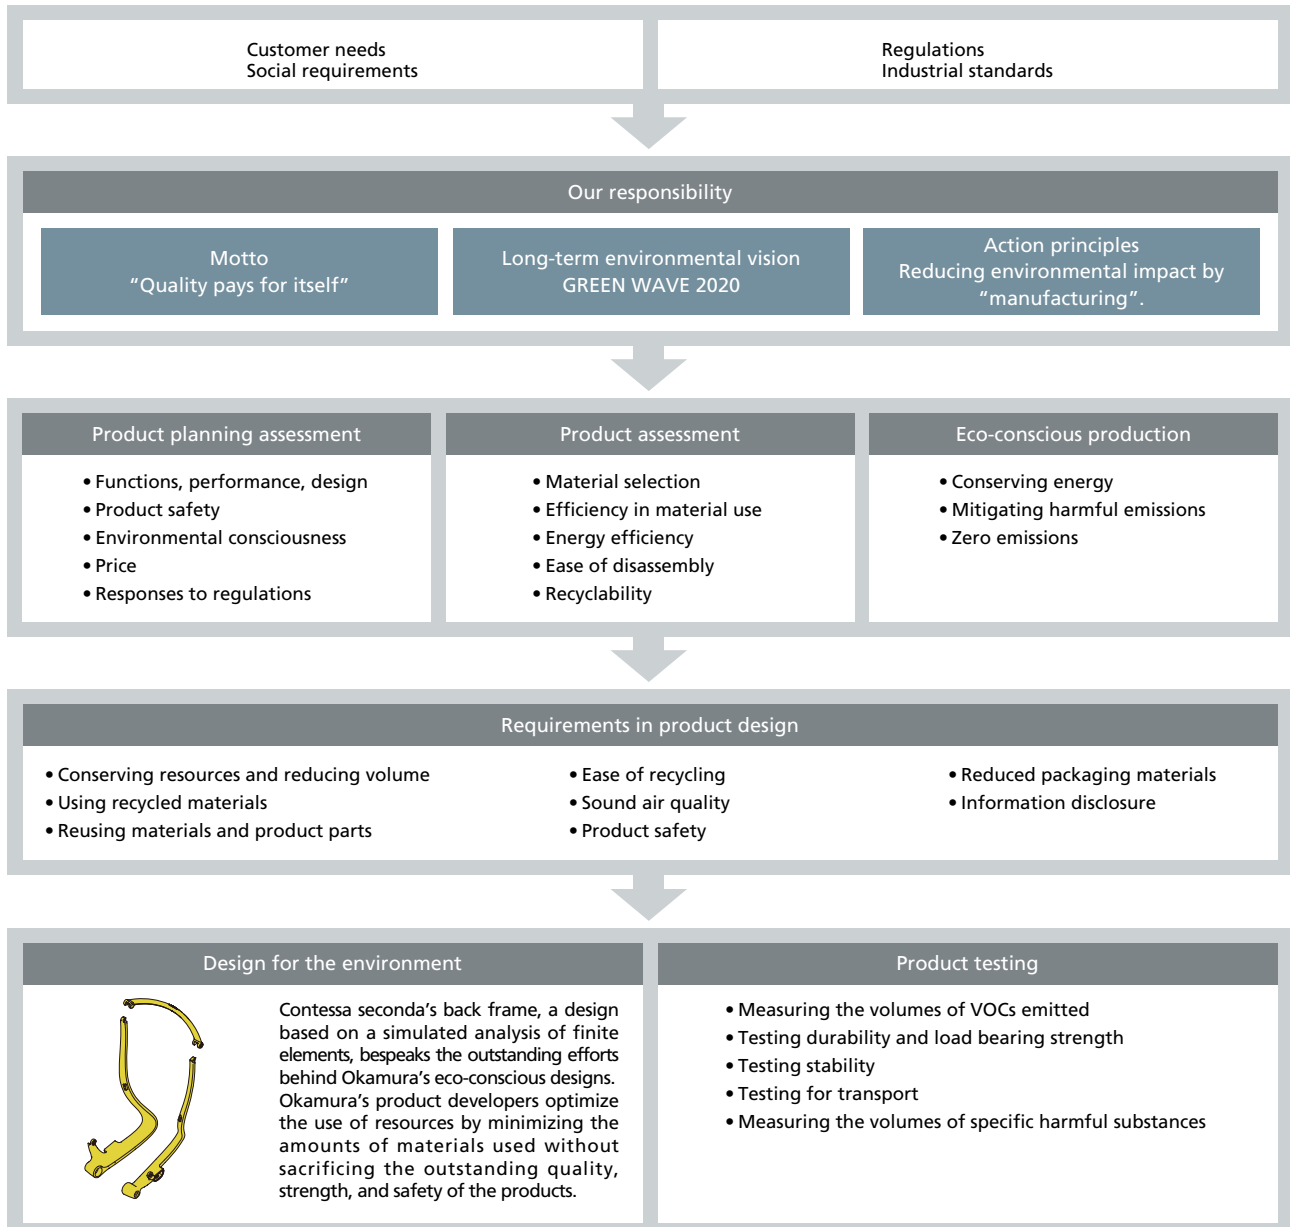 Customer needs
Social requirements
Regulations
Industrial standards
Our responsibility
Motto
“Quality pays for itself”
Long-term environmental vision
GREEN WAVE 2020
Action principles
Reducing environmental impact by
“manufacturing”.
Product planning assessment
• Functions, performance, design
• Product safety
• Environmental consciousness
• Price
• Responses to regulations
Product assessment
• Material selection
• Efficiency in material use
• Energy efficiency
• Ease of disassembly
• Recyclability
Eco-conscious production
• Conserving energy
• Mitigating harmful emissions
• Zero emissions
Requirements in product design
• Conserving resources and reducing volume
• Using recycled materials
• Reusing materials and product parts
• Ease of recycling
• Sound air quality
• Product safety
• Reduced packaging materials
• Information disclosure
Design for the environment
Contessa seconda’s back frame, a design
based on a simulated analysis of finite
elements, bespeaks the outstanding efforts
behind Okamura’s eco-conscious designs.
Okamura’s product developers optimize
the use of resources by minimizing the
amounts of materials used without
sacrificing the outstanding quality,
strength, and safety of the products.
Product testing
• Measuring the volumes of VOCs emitted
• Testing durability and load bearing strength
• Testing stability
• Testing for transport
• Measuring the volumes of specific harmful substances